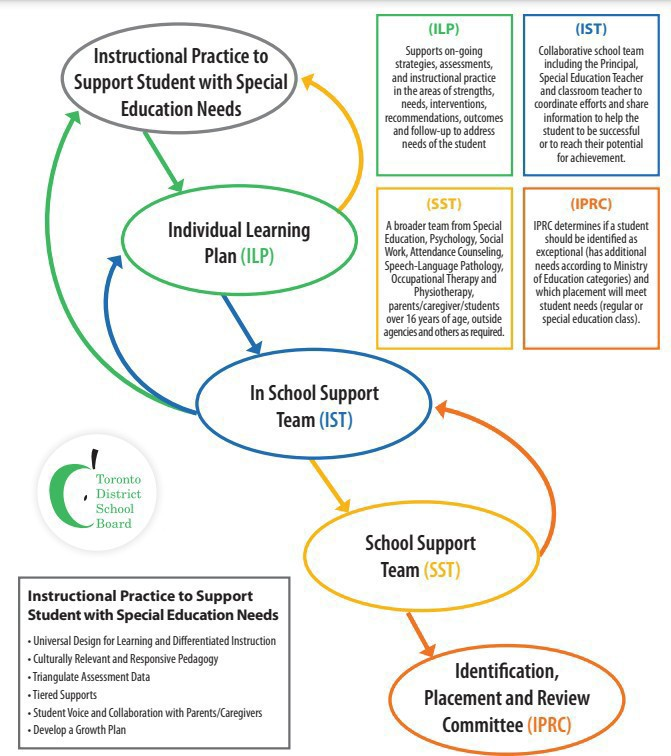 Instructional Practice to
Support Student with Special
Education Needs
Individual Learning
Plan (ILP)
In School Support
Team (IST)
School Support
Team (SST)
Identification,
Placement and Review
Committee (IPRC)
(ILP)
Supports on-going
strategies, assessments,
and instructional practice
in the areas of strengths,
needs, interventions,
recommendations, outcomes
and follow-up to address
needs of the student
(IST)
Collaborative school team
including the Principal,
Special Education Teacher
and classroom teacher to
coordinate efforts and share
information to help the
student to be successful
or to reach their potential
for achievement.
(SST)
A broader team from Special
Education, Psychology, Social
Work, Attendance Counseling,
Speech-Language Pathology,
Occupational Therapy and
Physiotherapy,
parents/caregiver/students
over 16 years of age, outside
agencies and others as required.
(IPRC)
IPRC determines if a student
should be identified as
exceptional (has additional
needs according to Ministry
of Education categories) and
which placement will meet
student needs (regular or
special education class).
Toronto
District
School
Board
Instructional Practice to Support
Student with Special Education Needs
• Universal Design for Learning and Differentiated Instruction
• Culturally Relevant and Responsive Pedagogy
• Triangulate Assessment Data
• Tiered Supports
• Student Voice and Collaboration with Parents/Caregivers
• Develop a Growth Plan